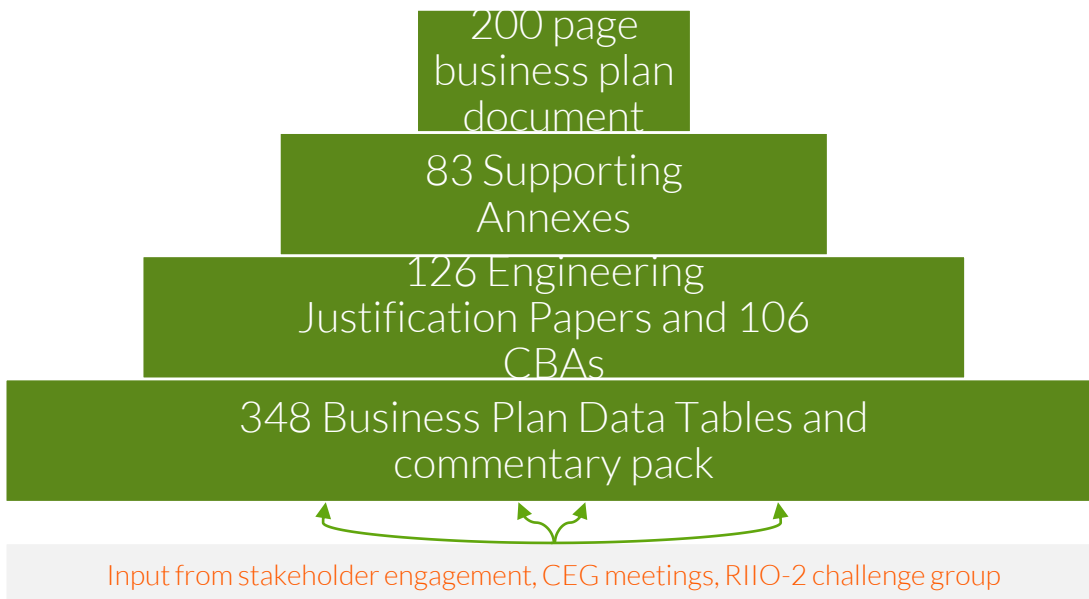 200 page
business plan
document
83 Supporting
Annexes
126 Engineering
Justification Papers and 106
CBAs
348 Business Plan Data Tables and
commentary pack
Input from stakeholder engagement, CEG meetings, RIIO-2 challenge group